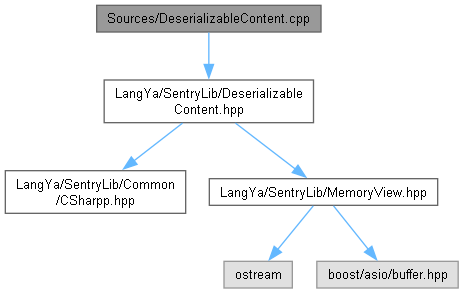 Sources/DeserializableContent.cpp
LangYa/SentryLib/Deserializable
Content.hpp
LangYa/SentryLib/Common
/CSharpp.hpp
LangYa/SentryLib/MemoryView.hpp
ostream
boost/asio/buffer.hpp